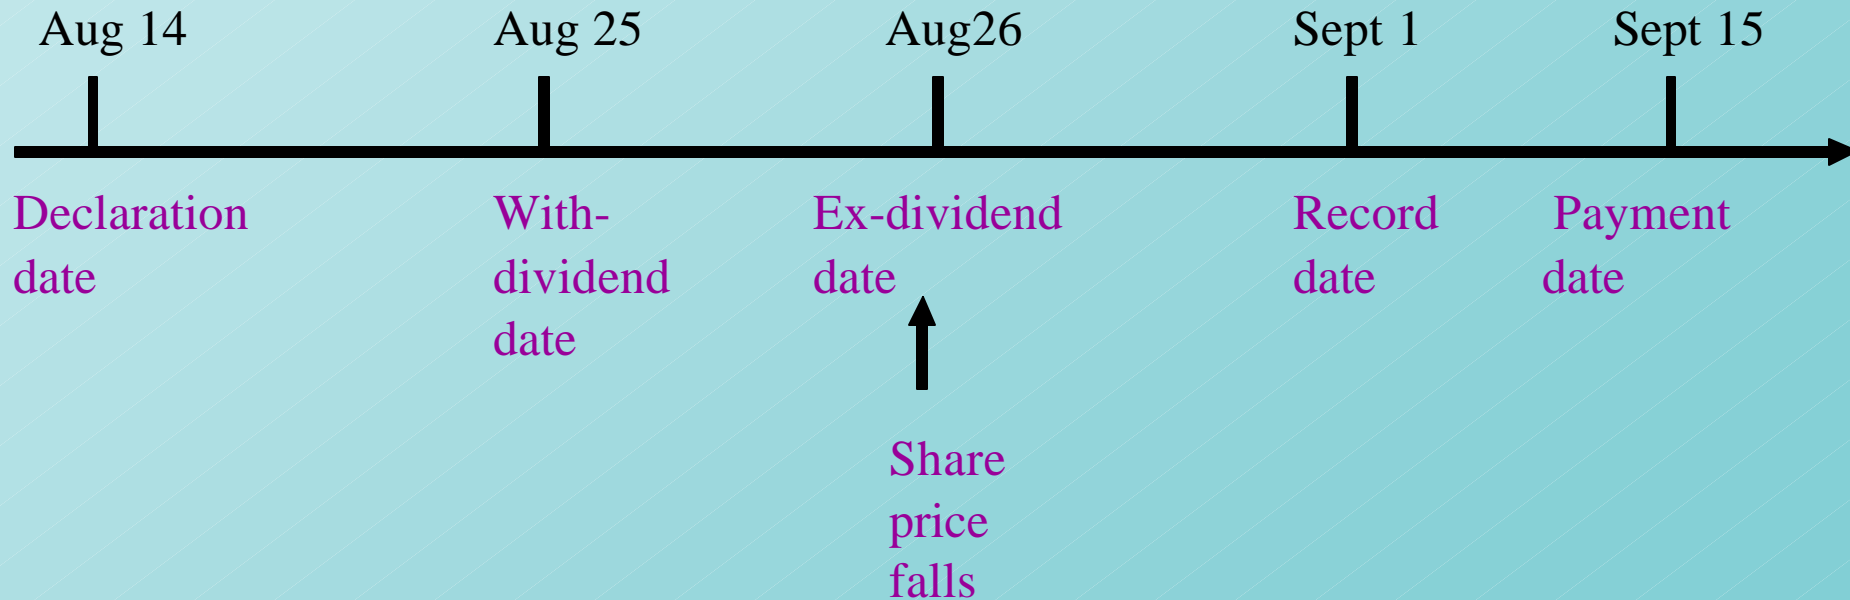 Aug 14 Aug 25 Aug26 Sept 1 Sept 15
Declaration With- Ex-dividend Record Payment
date dividend date date date
date
Share
price
falls